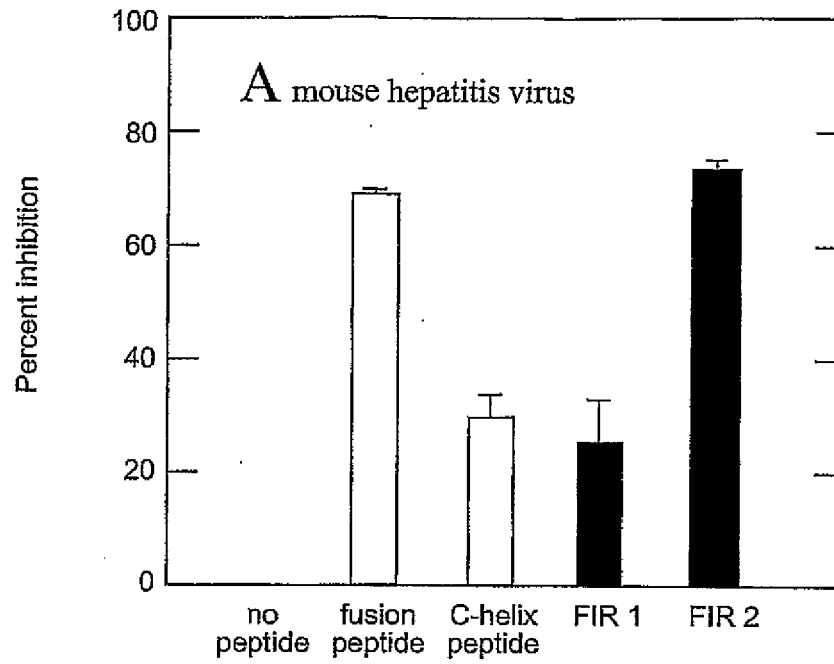 100
A mouse hepatitis virus
80
60
40
20
0
Percent inhibition
no peptide
fusion peptide
C-helix peptide
FIR 1
FIR 2